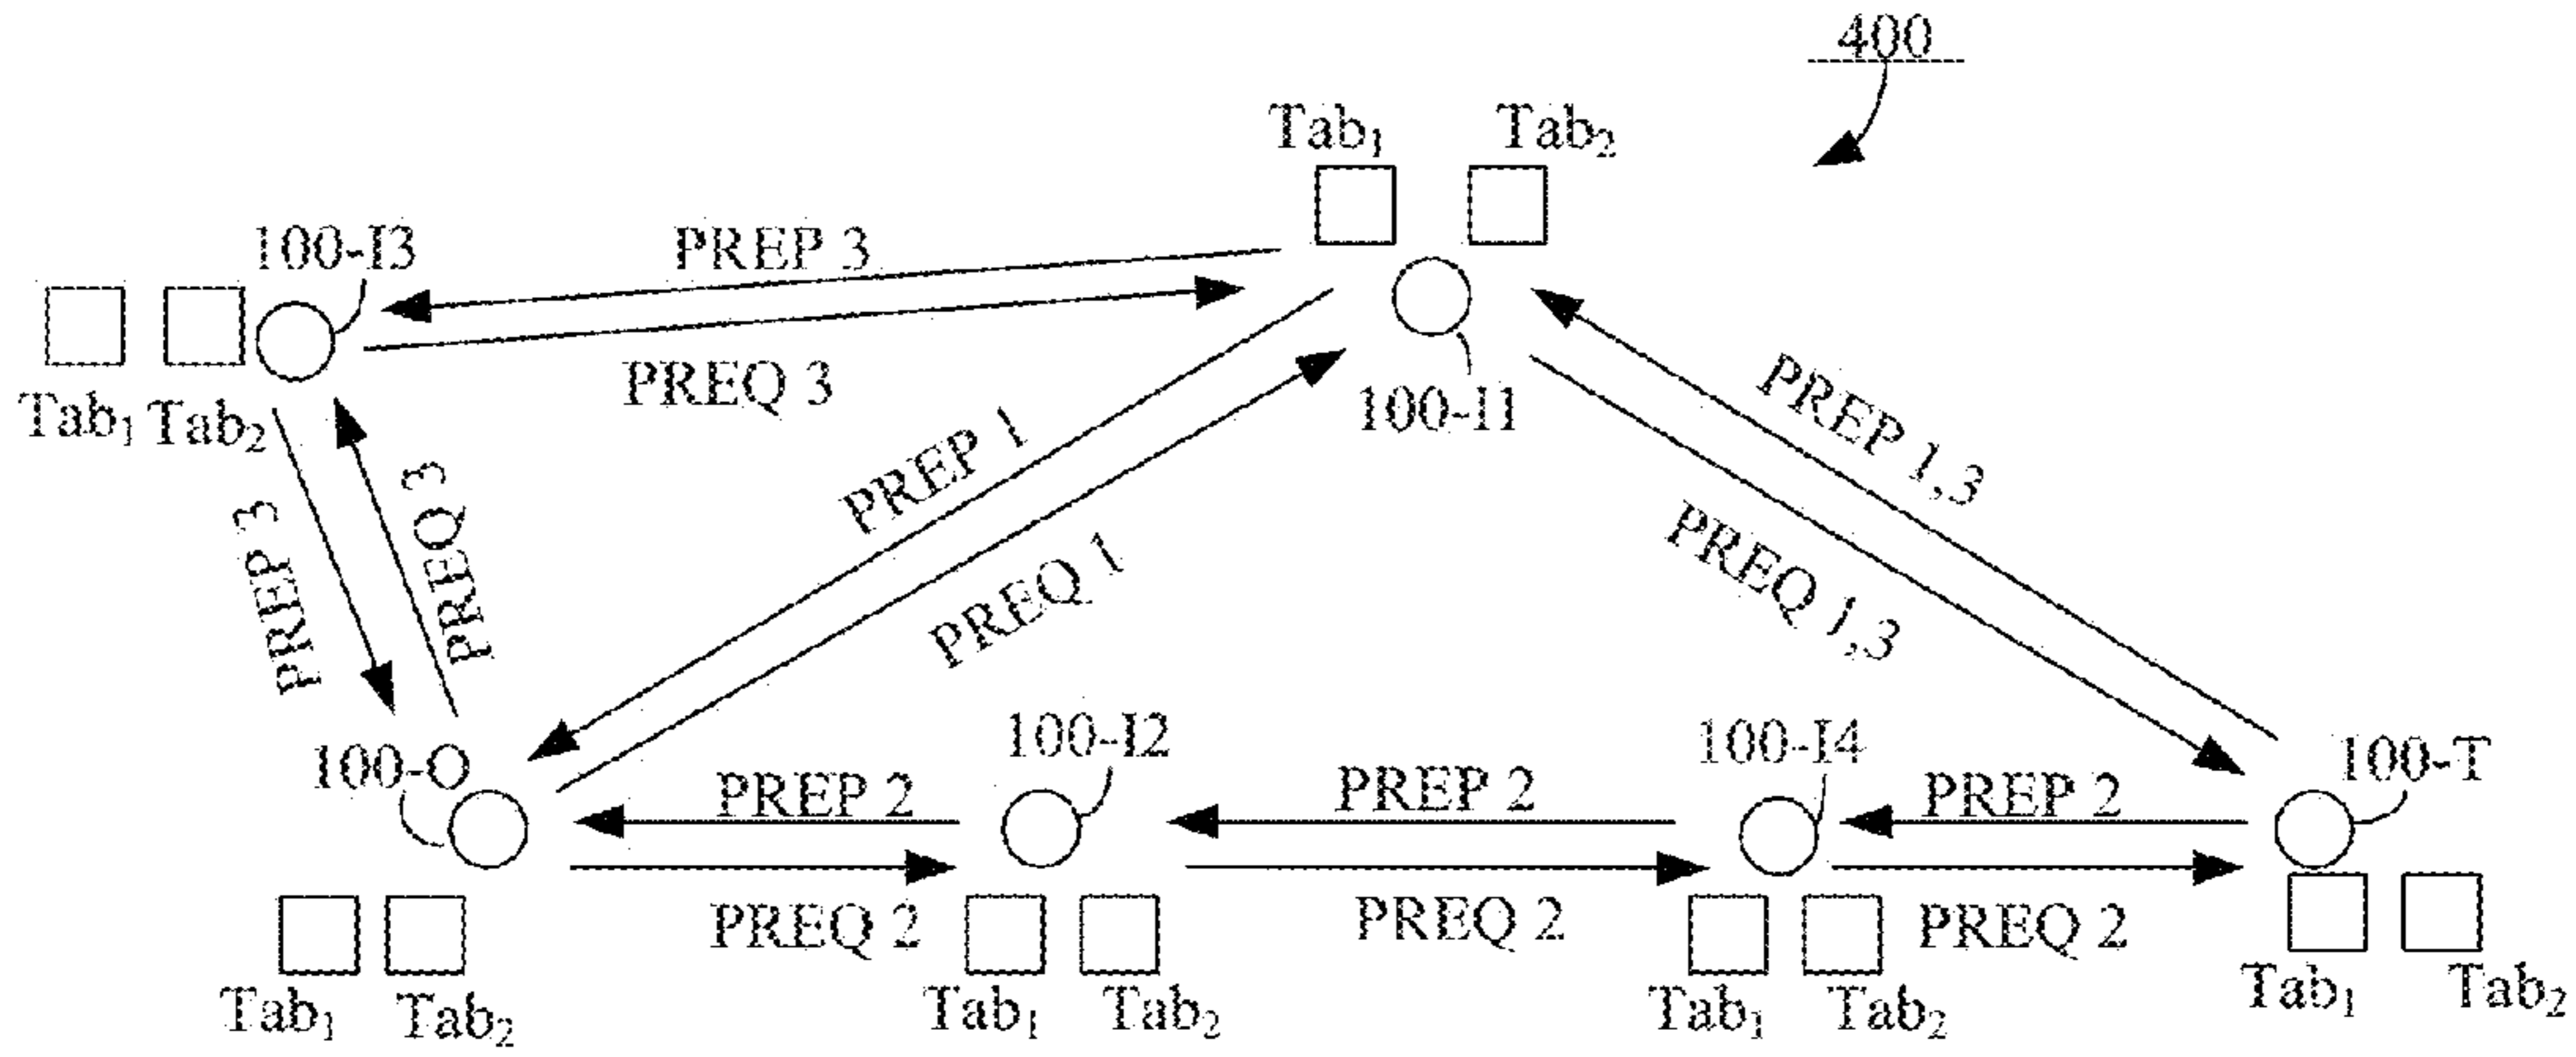 400
Tab₁ Tab₂
100-I3
PREP 3
PREQ 3
100-I1
Tab₁ Tab₂
PREP 1
PREQ 1
PREP 1,3
PREQ 1,3
PREP 3
PREQ 3
100-O
100-I2
100-I4
100-T
PREP 2
PREP 2
PREP 2
PREQ 2
PREQ 2
PREQ 2
Tab₁ Tab₂
Tab₁ Tab₂
Tab₁ Tab₂
Tab₁ Tab₂